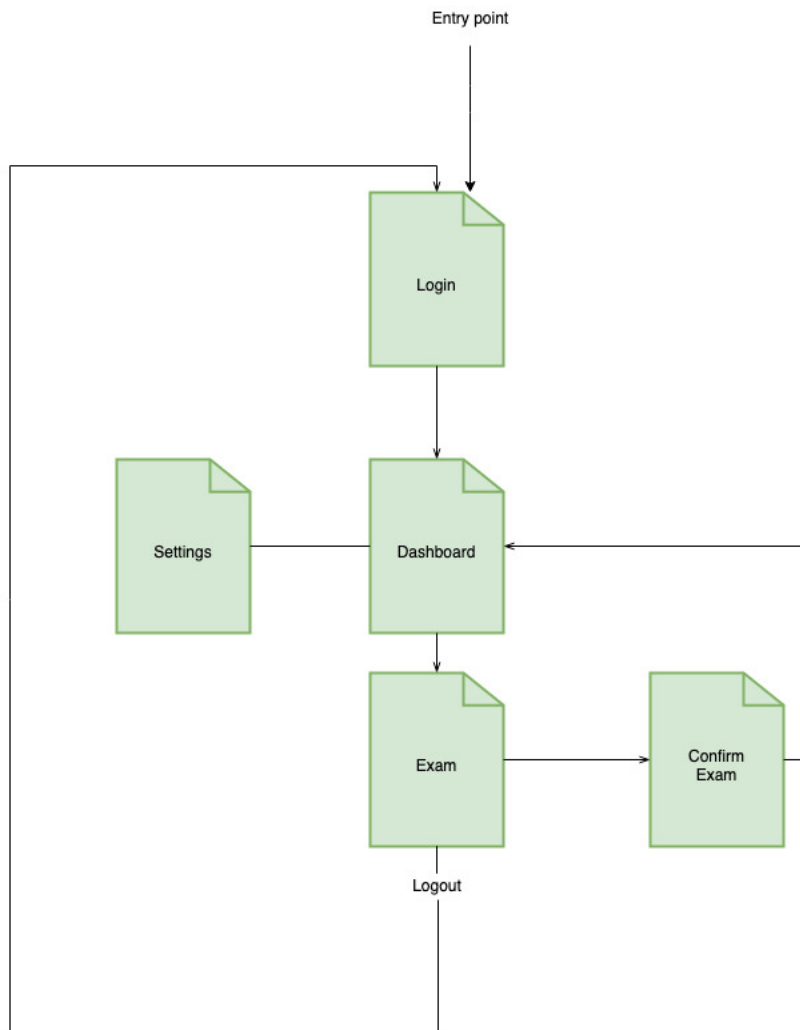 Entry point
Login
Settings
Dashboard
Exam
Confirm
Exam
Logout